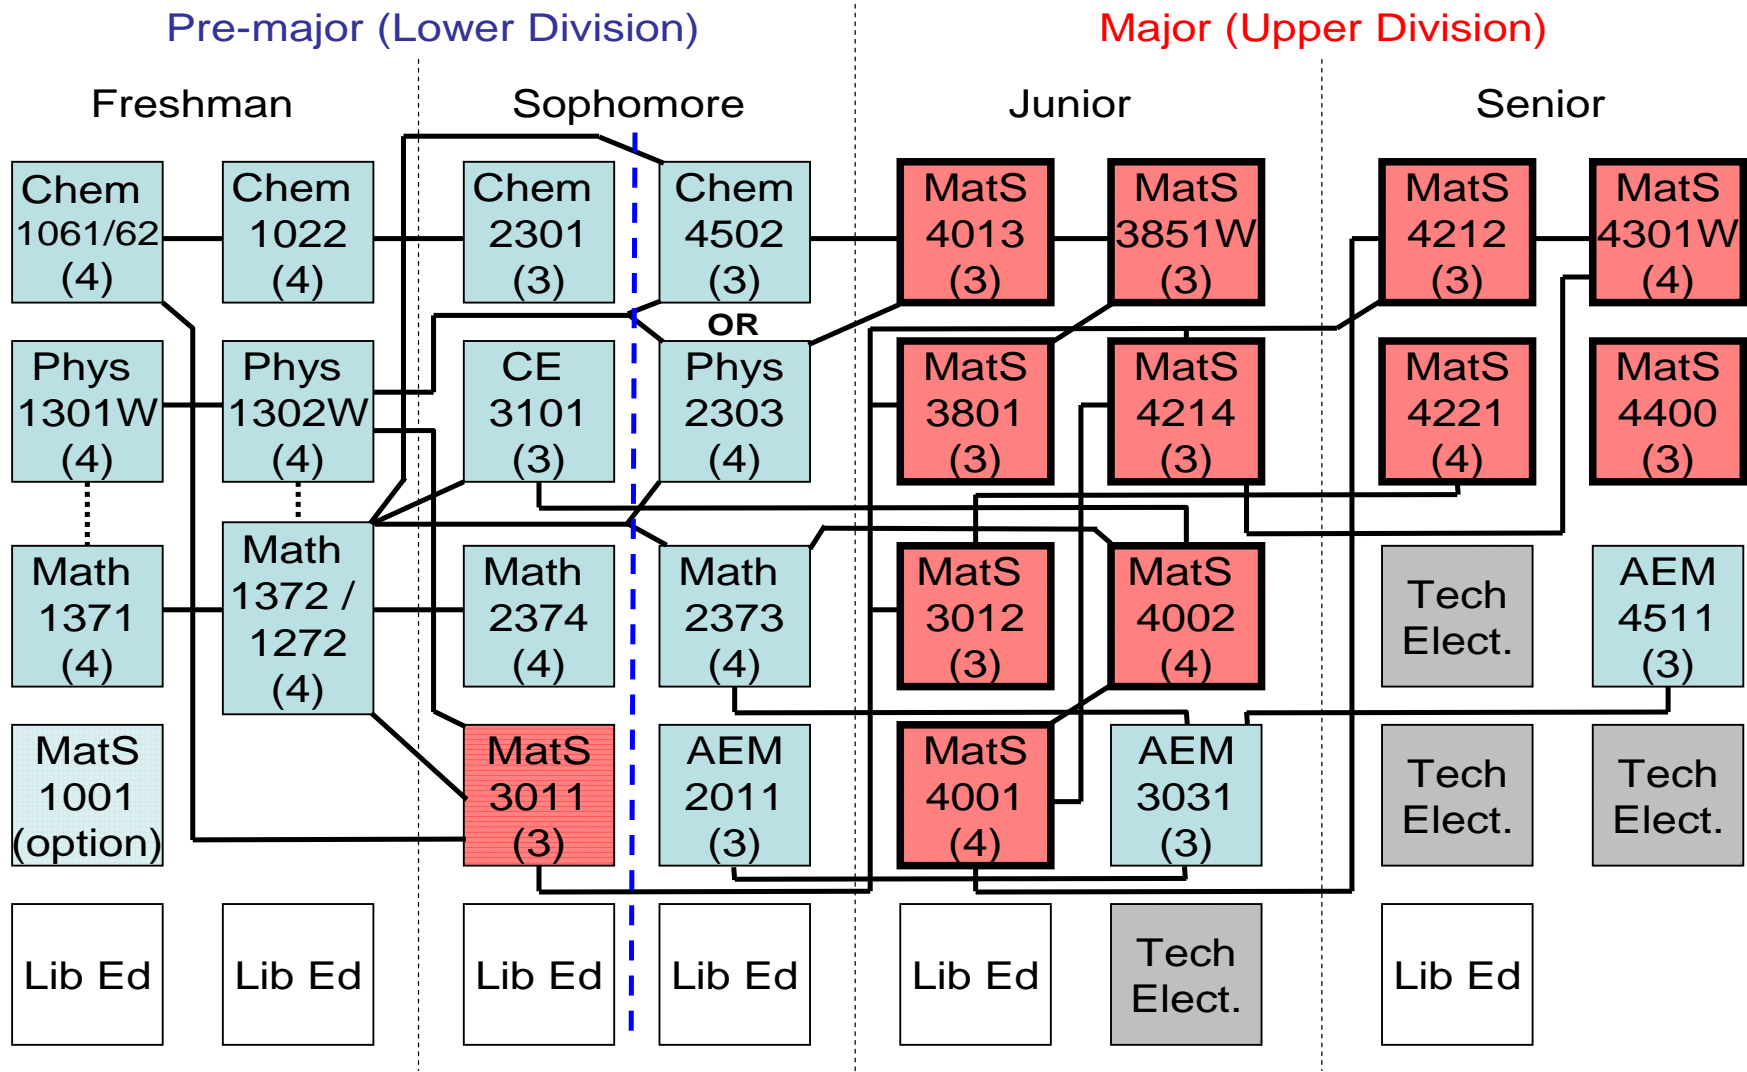 Pre-major (Lower Division)
Major (Upper Division)
Freshman
Sophomore
Junior
Senior
Chem
1061/62
(4)
Chem
1022
(4)
Chem
2301
(3)
Chem
4502
(3)
MatS
4013
(3)
MatS
3851W
(3)
MatS
4212
(3)
MatS
4301W
(4)
OR
Phys
1301W
(4)
Phys
1302W
(4)
CE
3101
(3)
Phys
2303
(4)
MatS
3801
(3)
MatS
4214
(3)
MatS
4221
(4)
MatS
4400
(3)
Math
1371
(4)
Math
1372 /
1272
(4)
Math
2374
(4)
Math
2373
(4)
MatS
3012
(3)
MatS
4002
(4)
Tech
Elect.
AEM
4511
(3)
MatS
1001
(option)
MatS
3011
(3)
AEM
2011
(3)
MatS
4001
(4)
AEM
3031
(3)
Tech
Elect.
Tech
Elect.
Lib Ed
Lib Ed
Lib Ed
Lib Ed
Lib Ed
Tech
Elect.
Lib Ed